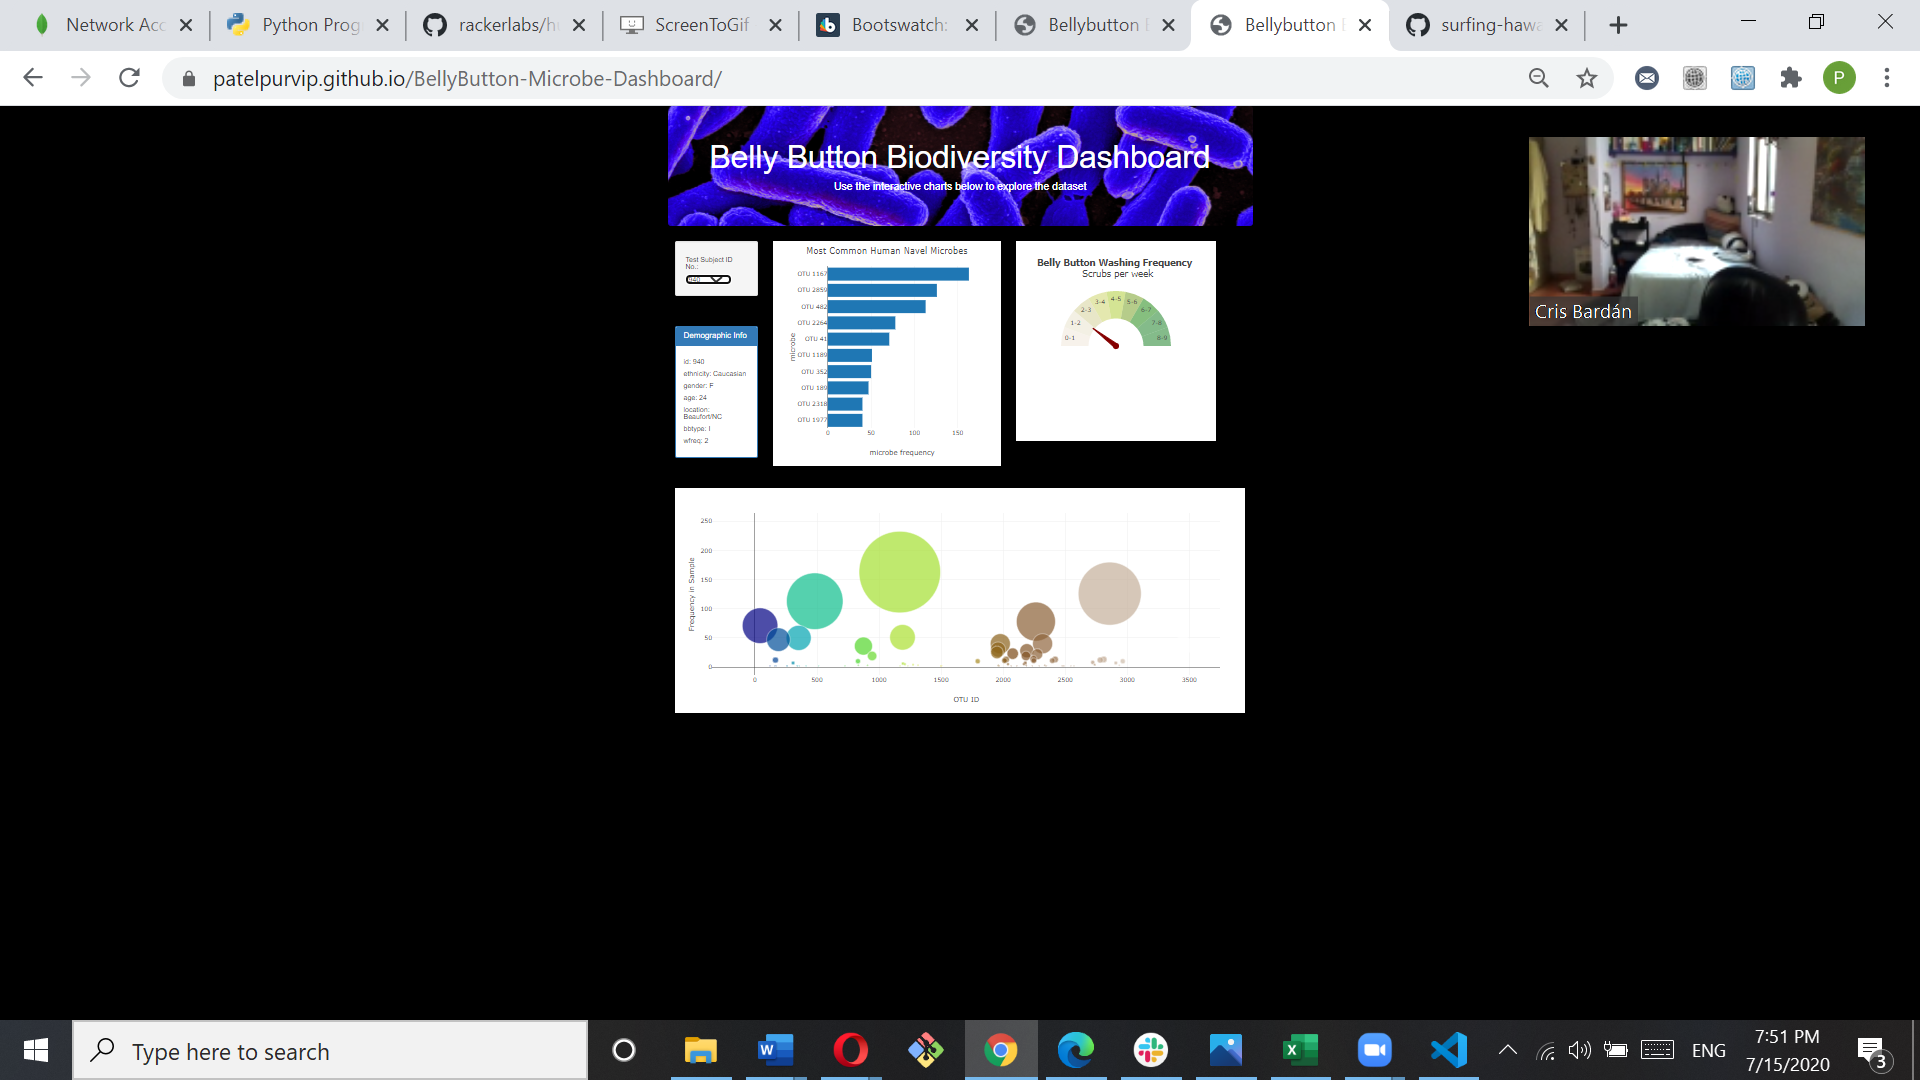 Network Acc
Python Prog
rackerlabs/h
ScreenToGif
Bootswatch:
Bellybutton
Bellybutton
surfing-hawa
patelpurvip.github.io/BellyButton-Microbe-Dashboard/
P
Belly Button Biodiversity Dashboard
Use the interactive charts below to explore the dataset
Test Subject ID
No.:
940
Demographic Info
id: 940
ethnicity: Caucasian
gender: F
age: 24
location:
Beaufort/NC
bbtype: I
wfreq: 2
Most Common Human Navel Microbes
microbe
OTU 1167
OTU 2859
OTU 482
OTU 2264
OTU 41
OTU 1189
OTU 352
OTU 189
OTU 2318
OTU 1977
0 50 100 150
microbe frequency
Belly Button Washing Frequency
Scrubs per week
0-1
1-2
2-3
3-4
4-5
5-6
6-7
7-8
8-9
Cris Bardán
Frequency in Sample
250
200
150
100
50
0
0 500 1000 1500 2000 2500 3000 3500
OTU ID
Type here to search
ENG
7:51 PM
7/15/2020
3